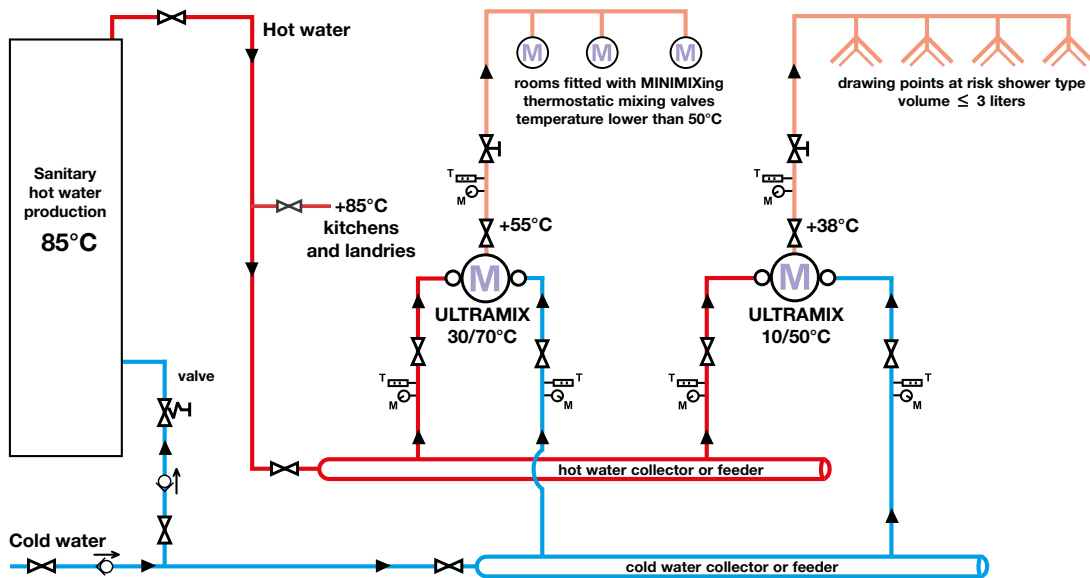 Hot water
Sanitary
hot water
production
85°C
M
M
M
rooms fitted with MINIMIXing
thermostatic mixing valves
temperature lower than 50°C
drawing points at risk shower type
volume ≤ 3 liters
T
M
T
M
+85°C
kitchens
and landries
+55°C
+38°C
M
M
ULTRAMIX
30/70°C
ULTRAMIX
10/50°C
valve
T
M
T
M
T
M
T
M
hot water collector or feeder
Cold water
cold water collector or feeder